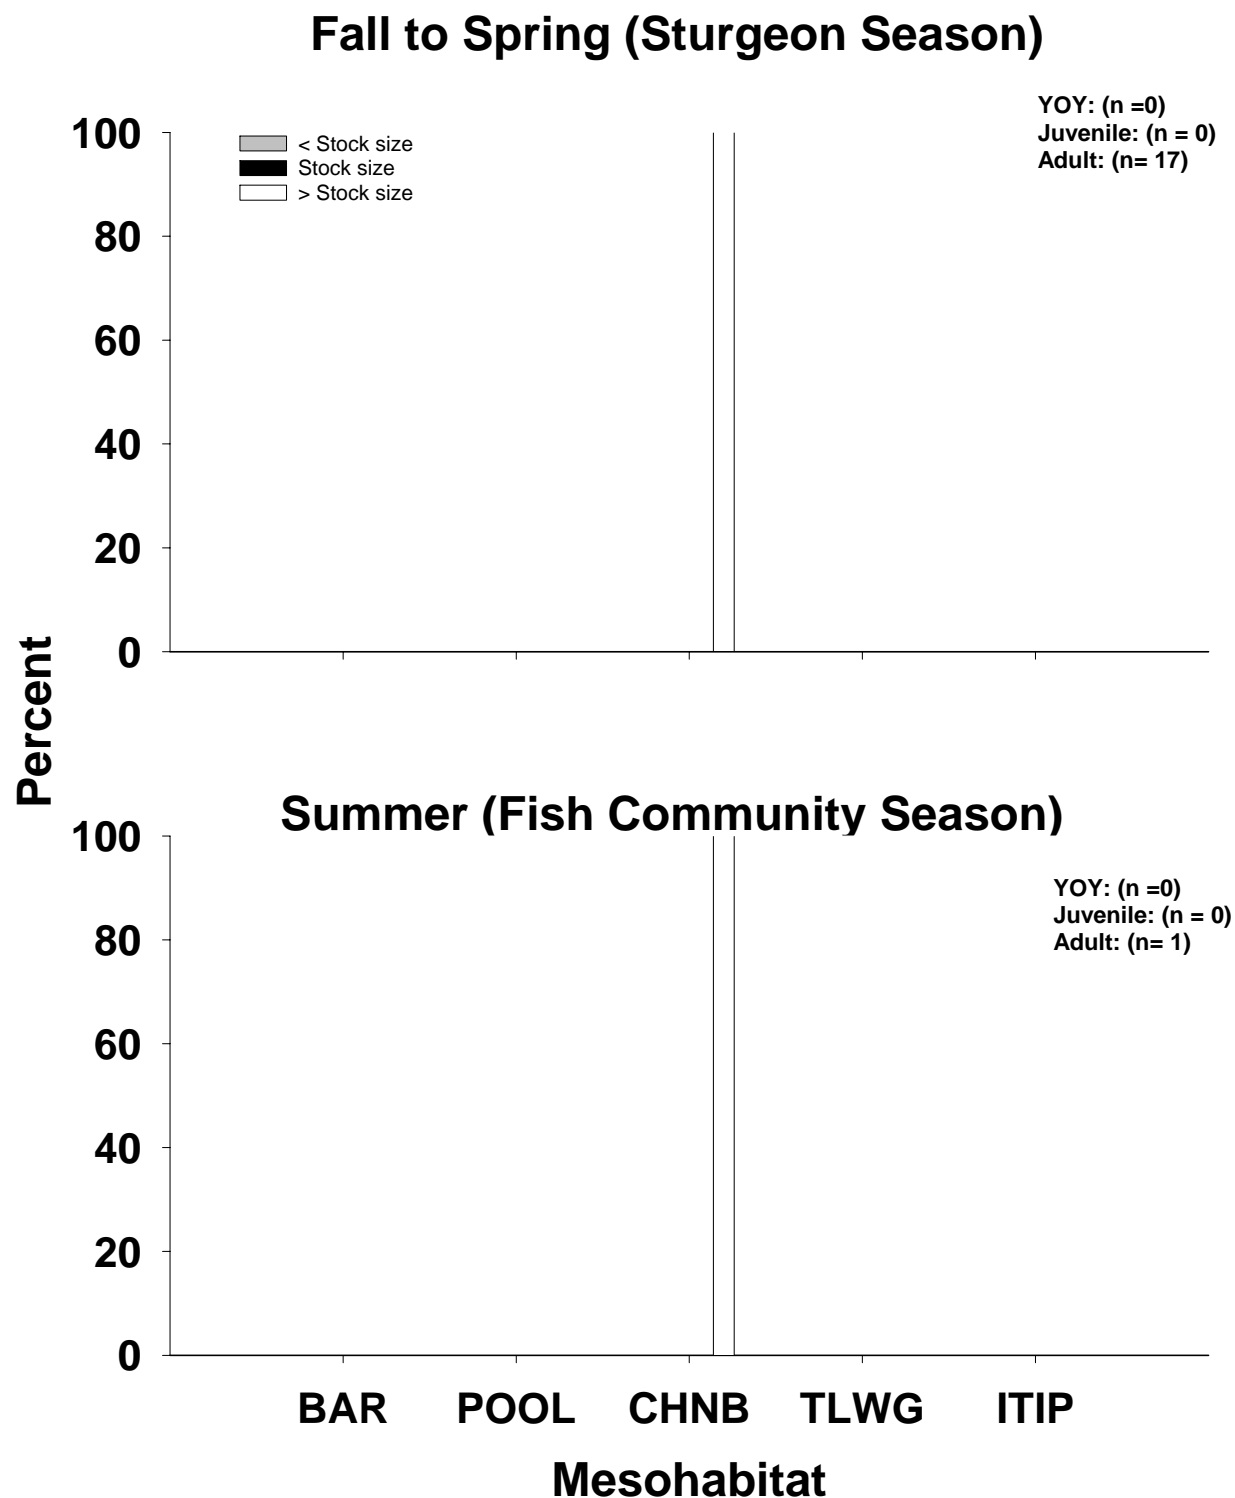 Fall to Spring (Sturgeon Season)
YOY: (n =0)
Juvenile: (n = 0)
Adult: (n= 17)
< Stock size
Stock size
> Stock size
100
80
60
40
20
0
Percent
Summer (Fish Community Season)
YOY: (n =0)
Juvenile: (n = 0)
Adult: (n= 1)
100
80
60
40
20
0
BAR POOL CHNB TLWG ITIP
Mesohabitat